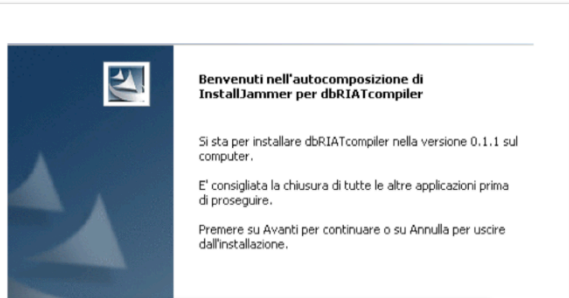 Benvenuti nell'autocomposizione di
InstallJammer per dbRIATcompiler
Si sta per installare dbRIATcompiler nella versione 0.1.1 sul
computer.
E' consigliata la chiusura di tutte le altre applicazioni prima
di proseguire.
Premere su Avanti per continuare o su Annulla per uscire
dall'installazione.